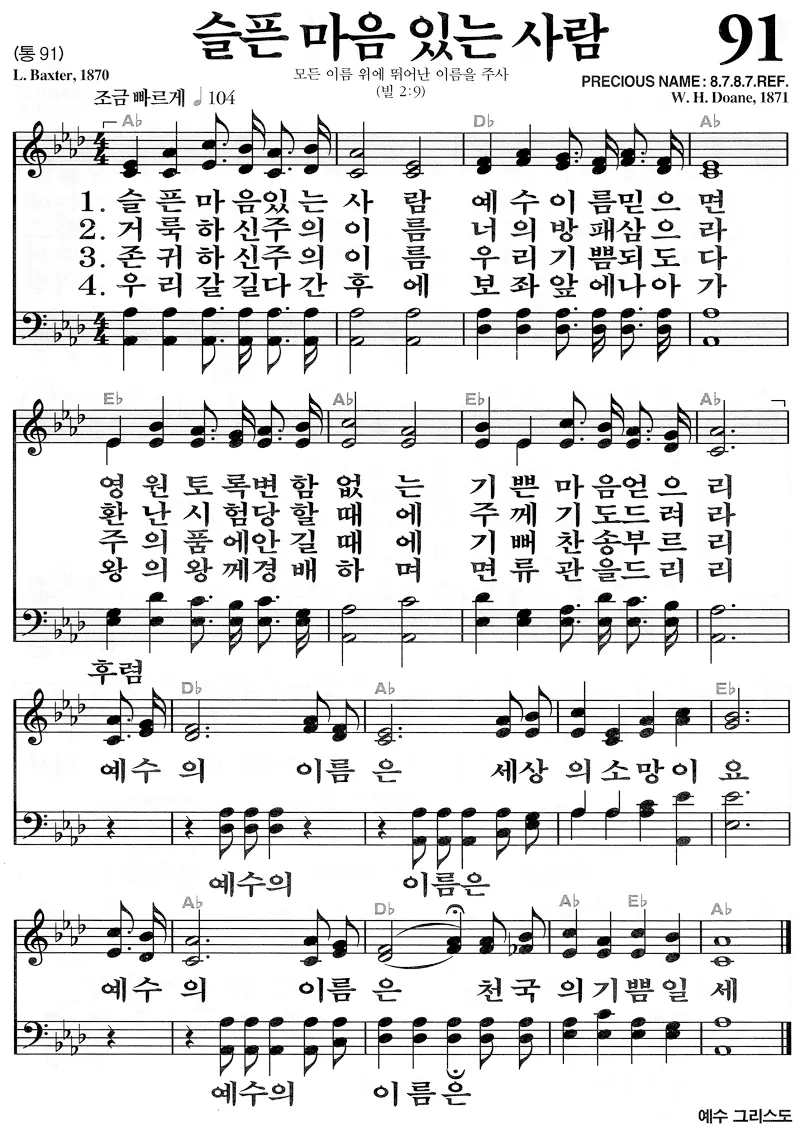 슬픈 마음 있는 사람
91
(통 91)
L. Baxter, 1870
모든 이름 위에 뛰어난 이름을 주사
(빌 2:9)
PRECIOUS NAME : 8.7.8.7.REF.
W. H. Doane, 1871
조금 빠르게 ♩104
A♭ D♭ A♭
1. 슬픈마음있는사람 예수이름믿으면
2. 거룩하신주의이름 너의방패삼으라
3. 존귀하신주의이름 우리기쁨되도다
4. 우리갈길다간후에 보좌앞에나아가
E♭ A♭ E♭ A♭
영원토록변함없는 기쁜마음얻으리
환난시험당할때에 주께기도드려라
주의품에안길때에 기뻐찬송부르리
왕의왕께경배하며 면류관을드리리
후렴
D♭ A♭ E♭
예수의 이름은 세상의소망이요
예수의 이름은
A♭ D♭ A♭ E♭ A♭
예수의 이름은 천국의기쁨일세
예수의 이름은
예수 그리스도